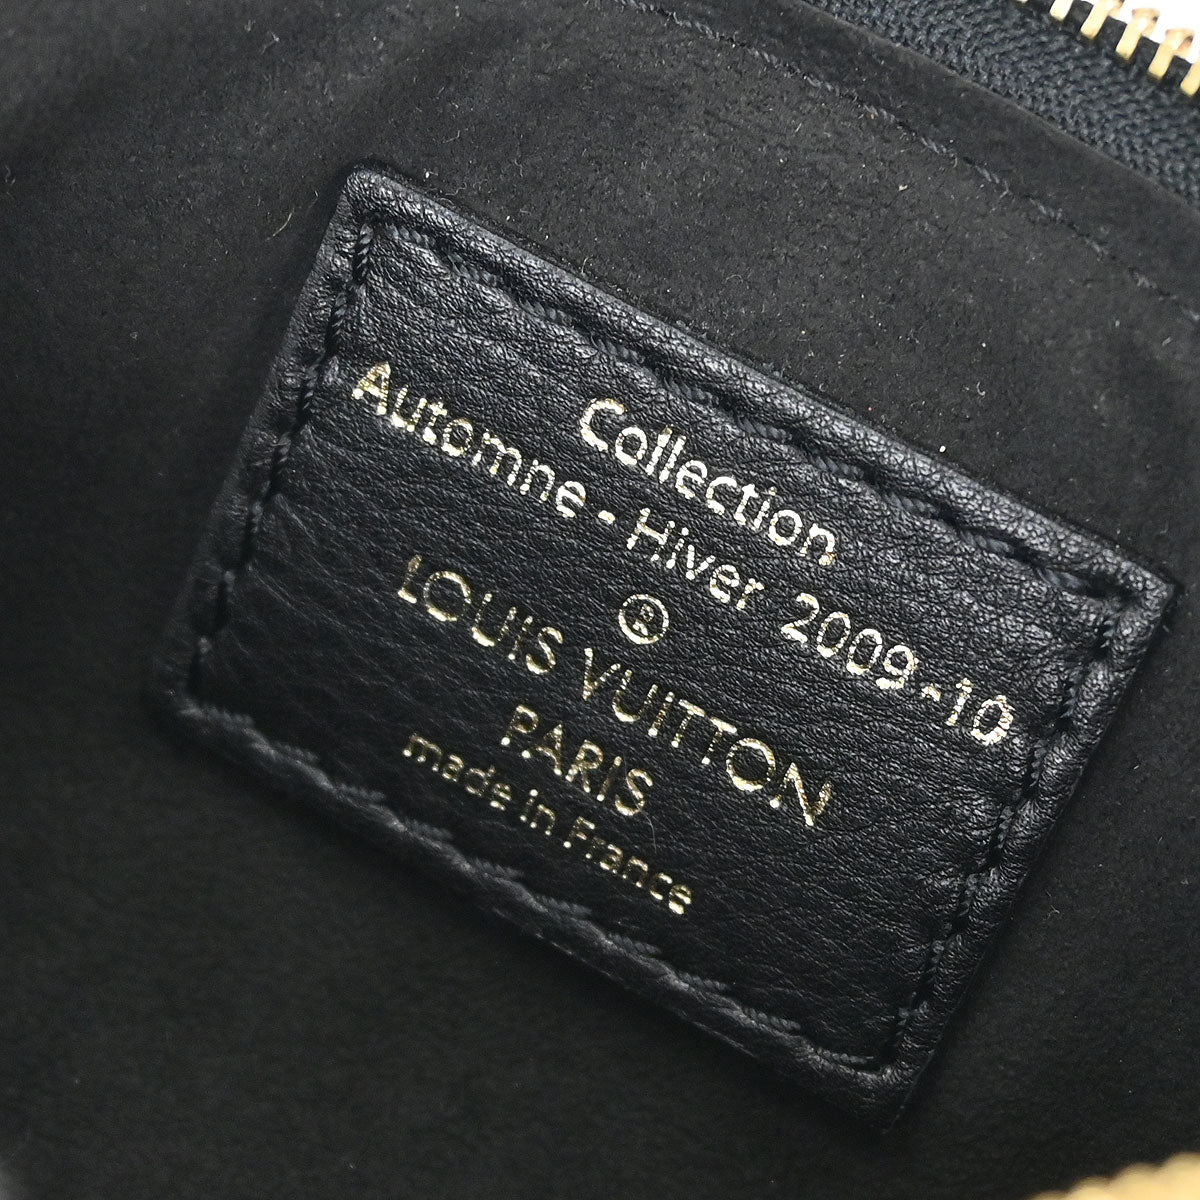 Collection
Automne - Hiver 2009-10
®
LOUIS VUITTON
PARIS
made in France